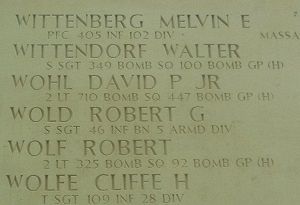 WITTENBERG MELVIN E
PFC 405 INF 102 DIV MASSA
WITTENDORF WALTER
S SGT 349 BOMB SQ 100 BOMB GP (H)
WOHL DAVID P JR
2 LT 710 BOMB SQ 447 BOMB GP (H)
WOLD ROBERT G
S SGT 46 INF BN 5 ARMD DIV
WOLF ROBERT
2 LT 325 BOMB SQ 92 BOMB GP (H)
WOLFE CLIFFE H
T SGT 109 INF 28 DIV